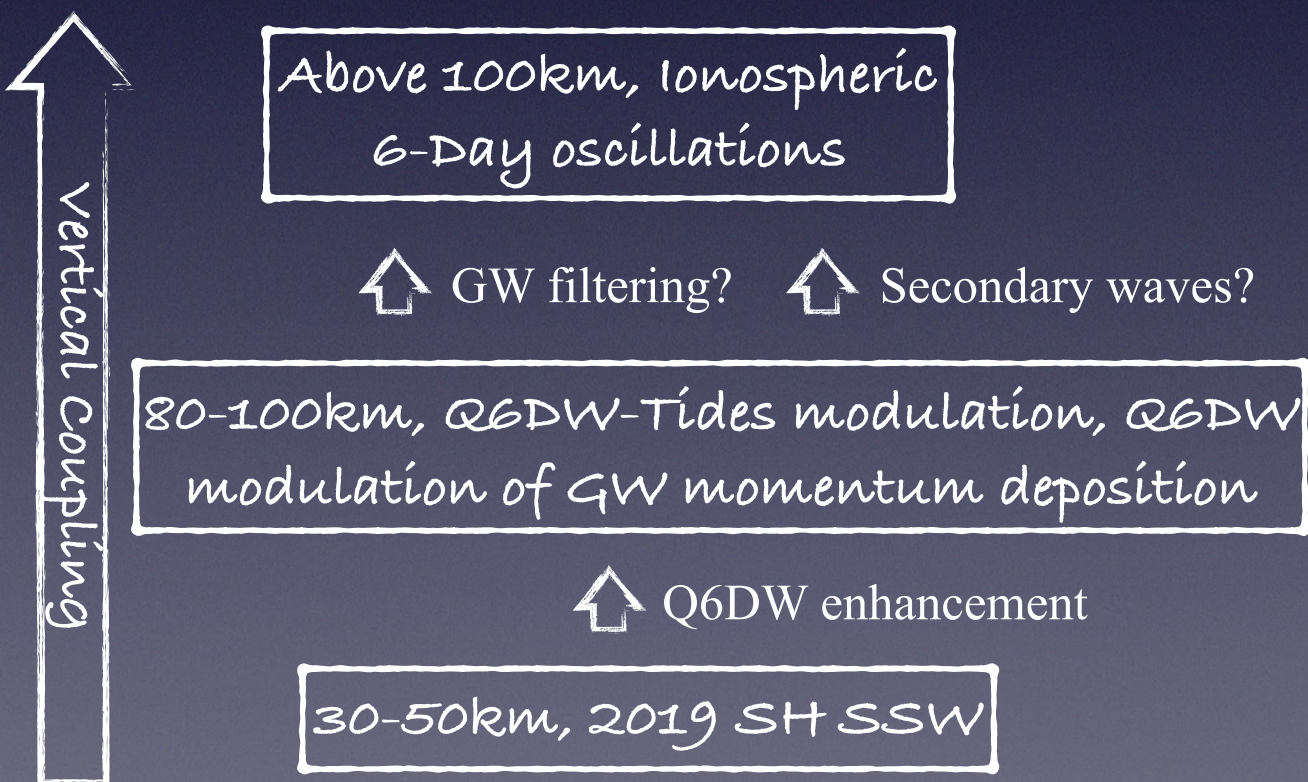 Above 100km, Ionospheric
6-Day oscillations
Vertical Coupling
GW filtering?
Secondary waves?
80-100km, Q6DW-Tides modulation, Q6DW
modulation of GW momentum deposition
Q6DW enhancement
30-50km, 2019 SH SSW